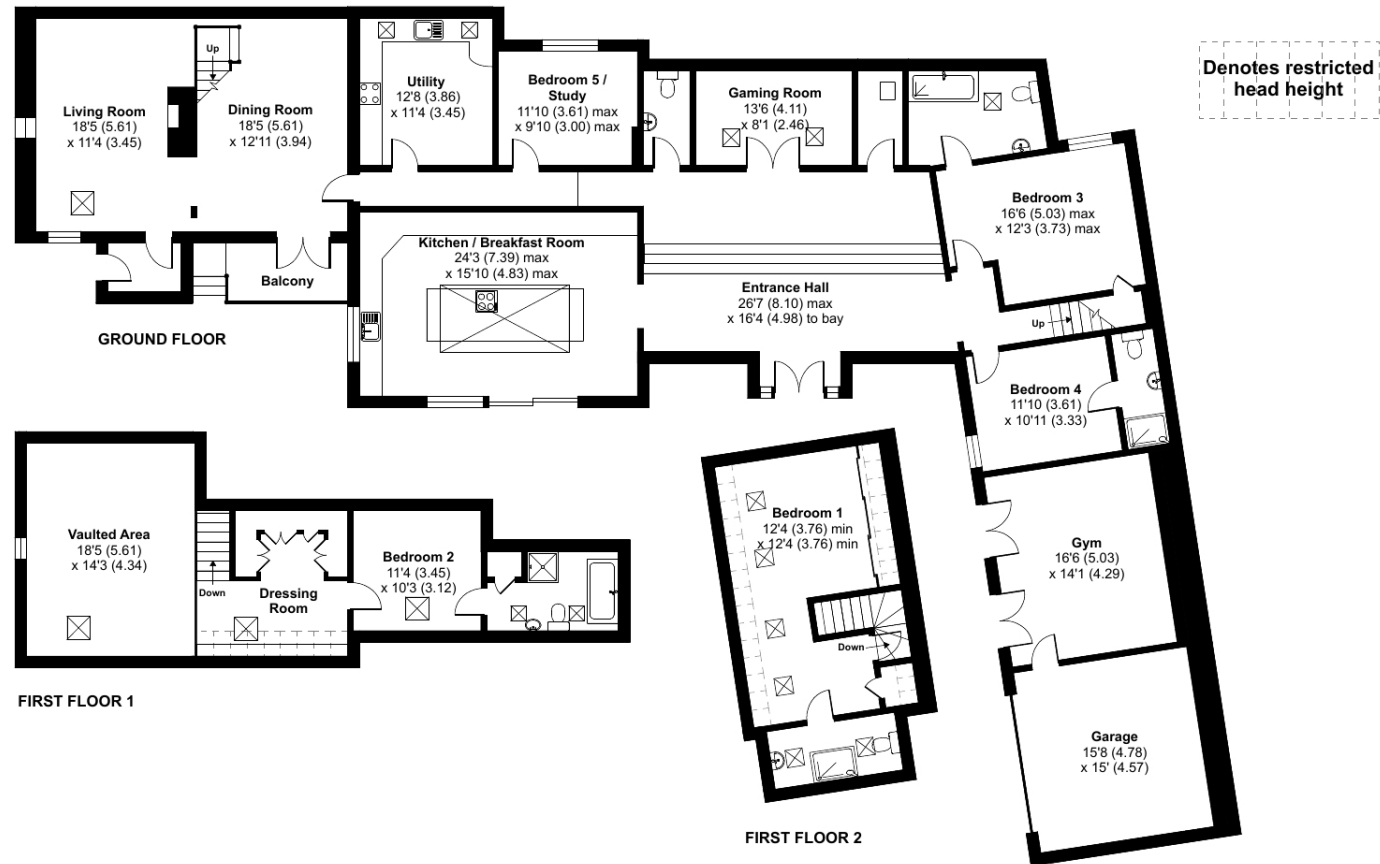 Living Room
18'5 (5.61)
x 11'4 (3.45)
Up
Dining Room
18'5 (5.61)
x 12'11 (3.94)
Utility
12'8 (3.86)
x 11'4 (3.45)
Bedroom 5 /
Study
11'10 (3.61) max
x 9'10 (3.00) max
Gaming Room
13'6 (4.11)
x 8'1 (2.46)
Denotes restricted
head height
Bedroom 3
16'6 (5.03) max
x 12'3 (3.73) max
Kitchen / Breakfast Room
24'3 (7.39) max
x 15'10 (4.83) max
Balcony
Entrance Hall
26'7 (8.10) max
x 16'4 (4.98) to bay
Up
GROUND FLOOR
Bedroom 4
11'10 (3.61)
x 10'11 (3.33)
Vaulted Area
18'5 (5.61)
x 14'3 (4.34)
Down
Dressing
Room
Bedroom 2
11'4 (3.45)
x 10'3 (3.12)
Bedroom 1
12'4 (3.76) min
x 12'4 (3.76) min
Down
Gym
16'6 (5.03)
x 14'1 (4.29)
FIRST FLOOR 1
Garage
15'8 (4.78)
x 15' (4.57)
FIRST FLOOR 2